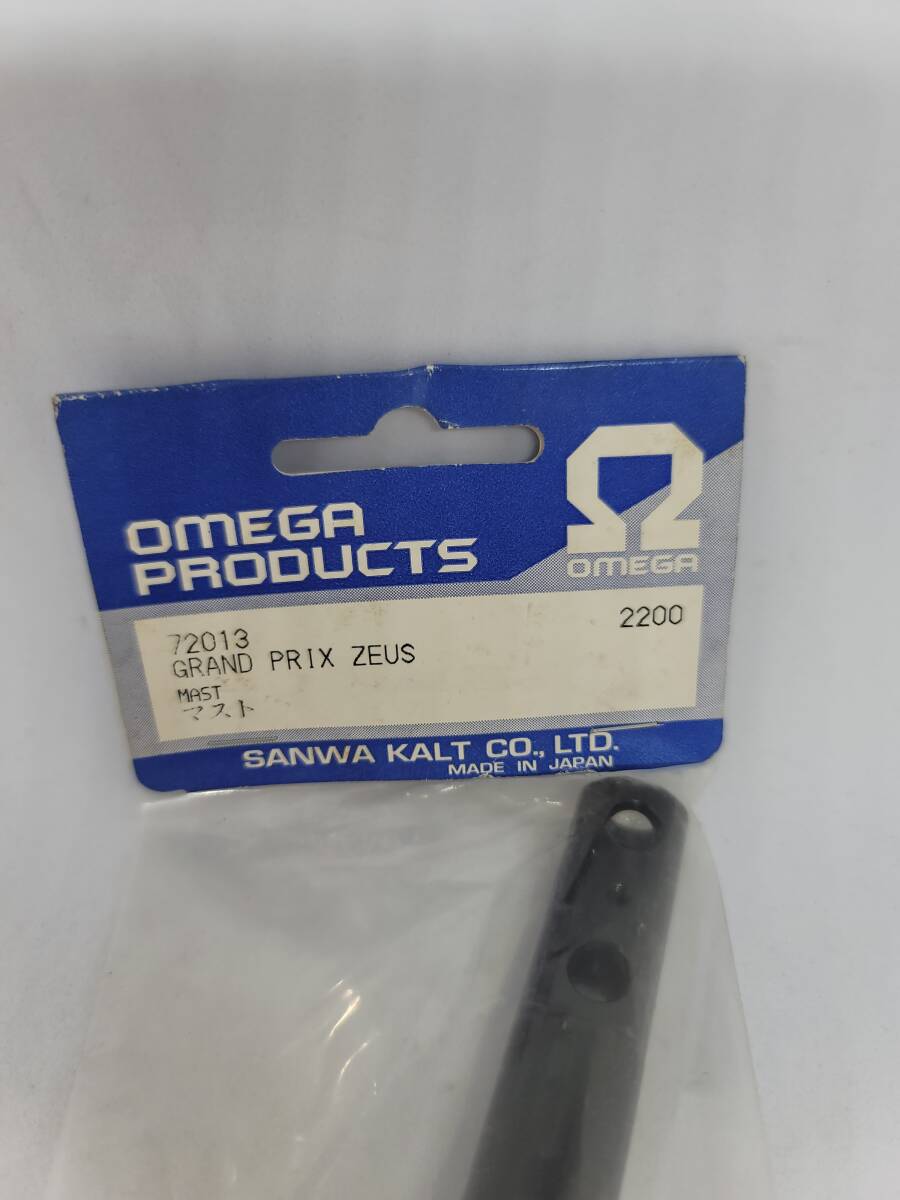 OMEGA
PRODUCTS
OMEGA
72013
2200
GRAND PRIX ZEUS
MAST
マスト
SANWA KALT CO., LTD.
MADE IN JAPAN